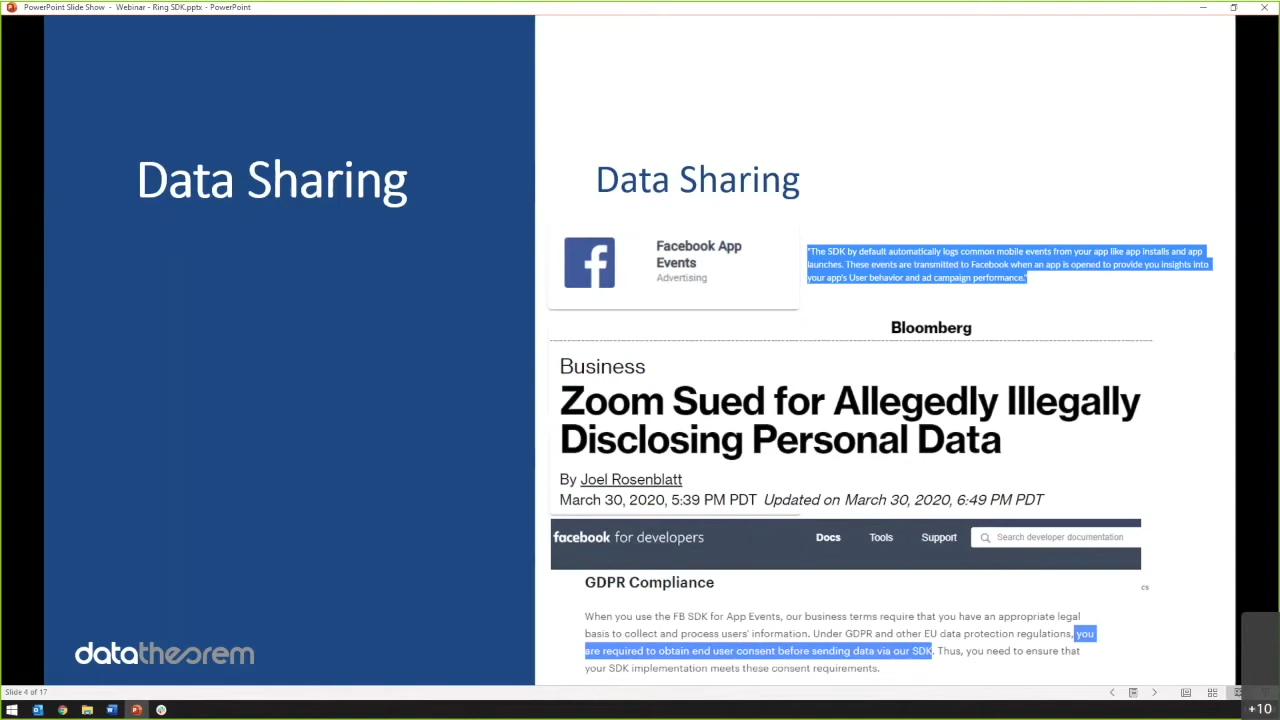 PowerPoint Slide Show - Webinar - Ring SDK.pptx - PowerPoint
Data Sharing
datatheorem
Data Sharing
Facebook App
Events
Advertising
"The SDK by default automatically logs common mobile events from your app like app installs and app
launches. These events are transmitted to Facebook when an app is opened to provide you insights into
your app's User behavior and ad campaign performance."
Bloomberg
Business
Zoom Sued for Allegedly Illegally
Disclosing Personal Data
By Joel Rosenblatt
March 30, 2020, 5:39 PM PDT Updated on March 30, 2020, 6:49 PM PDT
facebook for developers Docs Tools Support Search developer documentation
GDPR Compliance
cs
When you use the FB SDK for App Events, our business terms require that you have an appropriate legal
basis to collect and process users' information. Under GDPR and other EU data protection regulations, you
are required to obtain end user consent before sending data via our SDK. Thus, you need to ensure that
your SDK implementation meets these consent requirements.
Slide 4 of 17
+10